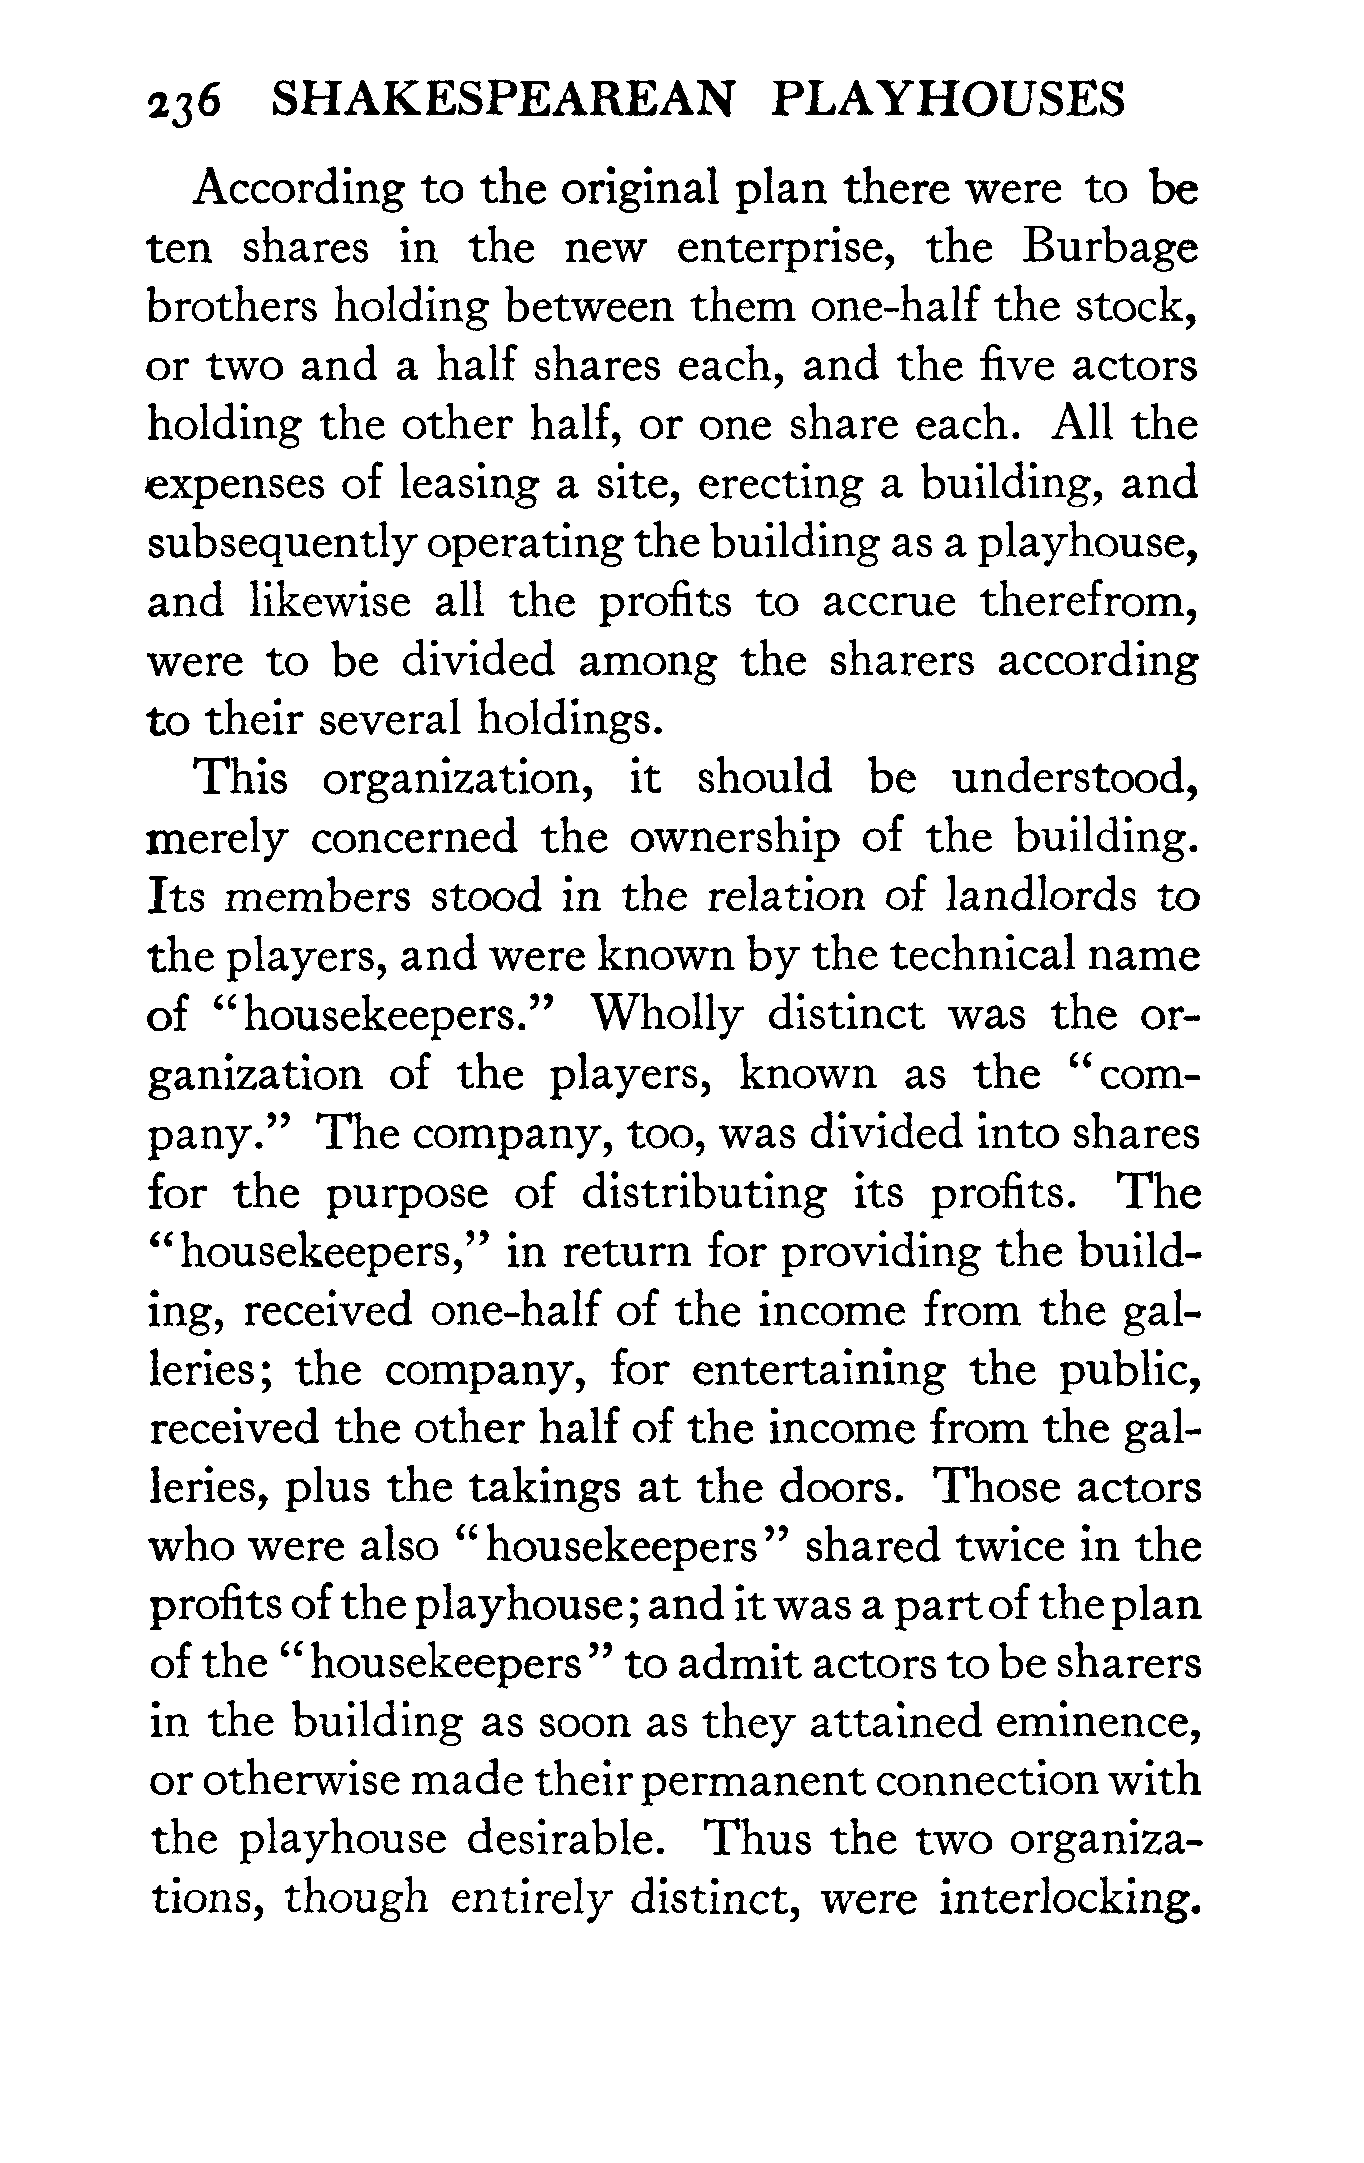 236 SHAKESPEAREAN PLAYHOUSES
According to the original plan there were to be
ten shares in the new enterprise, the Burbage
brothers holding between them one-half the stock,
or two and a half shares each, and the five actors
holding the other half, or one share each. All the
expenses of leasing a site, erecting a building, and
subsequently operating the building as a playhouse,
and likewise all the profits to accrue therefrom,
were to be divided among the sharers according
to their several holdings.
This organization, it should be understood,
merely concerned the ownership of the building.
Its members stood in the relation of landlords to
the players, and were known by the technical name
of “housekeepers.” Wholly distinct was the or-
ganization of the players, known as the “com-
pany.” The company, too, was divided into shares
for the purpose of distributing its profits. The
“housekeepers,” in return for providing the build-
ing, received one-half of the income from the gal-
leries; the company, for entertaining the public,
received the other half of the income from the gal-
leries, plus the takings at the doors. Those actors
who were also “housekeepers” shared twice in the
profits of the playhouse; and it was a part of the plan
of the “housekeepers” to admit actors to be sharers
in the building as soon as they attained eminence,
or otherwise made their permanent connection with
the playhouse desirable. Thus the two organiza-
tions, though entirely distinct, were interlocking.